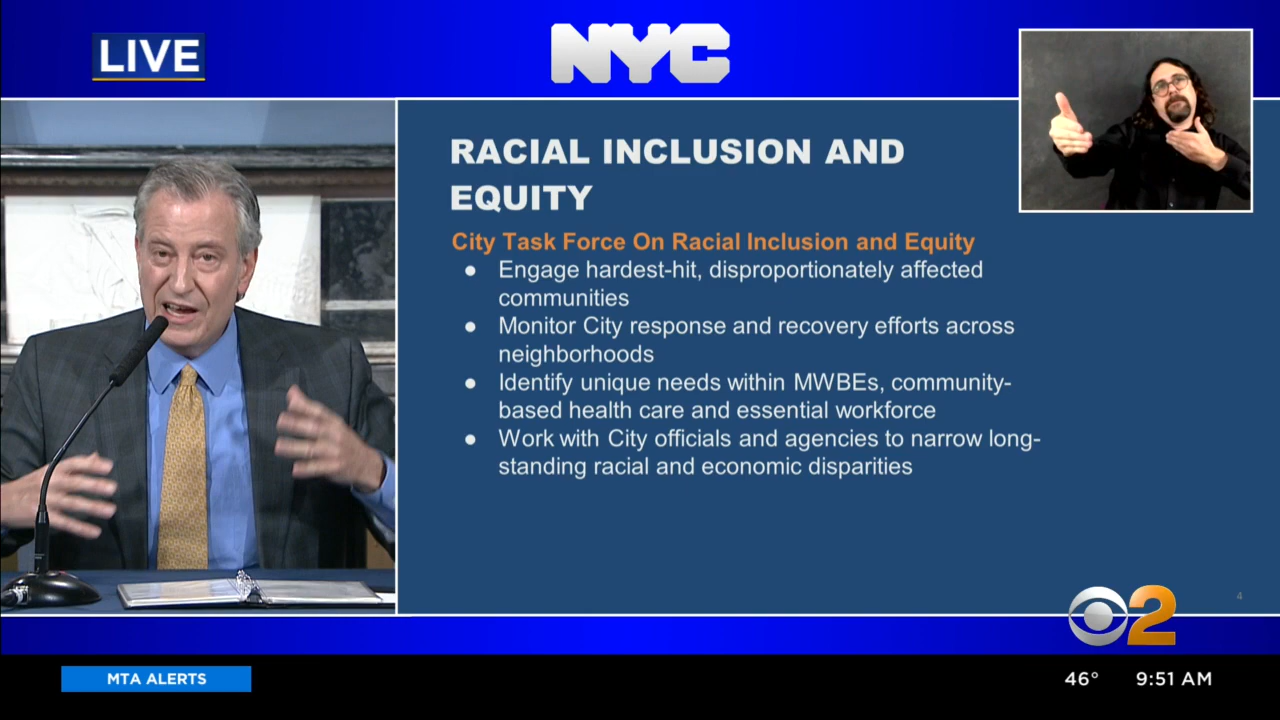 LIVE
NYC
RACIAL INCLUSION AND
EQUITY
City Task Force On Racial Inclusion and Equity
● Engage hardest-hit, disproportionately affected
communities
● Monitor City response and recovery efforts across
neighborhoods
● Identify unique needs within MWBEs, community-
based health care and essential workforce
● Work with City officials and agencies to narrow long-
standing racial and economic disparities
4
2
MTA ALERTS
46° 9:51 AM